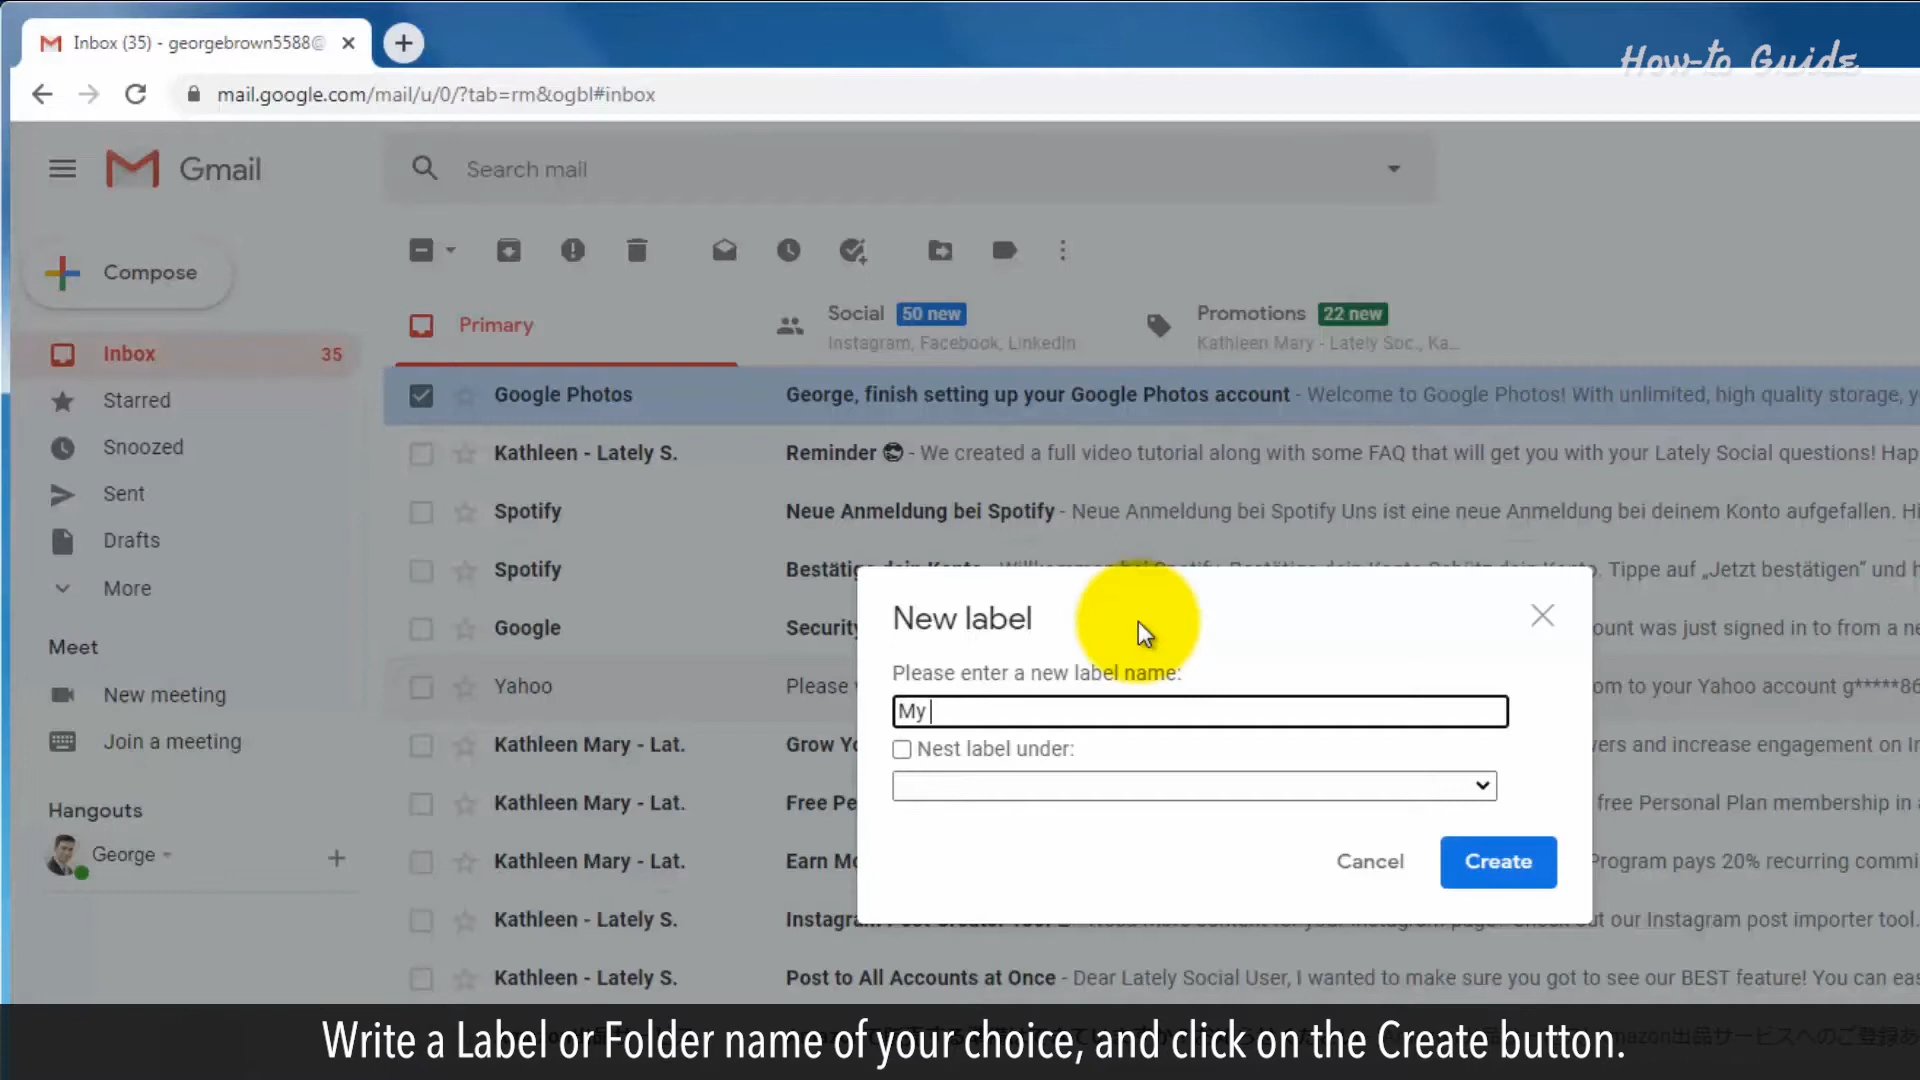 Inbox (35) - georgebrown5588@
How-to Guide
mail.google.com/mail/u/0/?tab=rm&ogbl#inbox
Gmail
Search mail
Compose
Primary
Social 50 new
Instagram, Facebook, LinkedIn
Promotions 22 new
Kathleen Mary - Lately Soc., Ka...
Inbox 35
Starred
Snoozed
Sent
Drafts
More
Meet
New meeting
Join a meeting
Hangouts
George
Google Photos George, finish setting up your Google Photos account - Welcome to Google Photos! With unlimited, high quality storage,
Kathleen - Lately S. Reminder - We created a full video tutorial along with some FAQ that will get you with your Lately Social questions! Hap
Spotify Neue Anmeldung bei Spotify - Neue Anmeldung bei Spotify Uns ist eine neue Anmeldung bei deinem Konto aufgefallen. Hi
Spotify Tippe auf „Jetzt bestätigen“ und
Google Security ount was just signed in to from a ne
Yahoo Please om to your Yahoo account g*****86
Kathleen Mary - Lat. Grow Yo ers and increase engagement on In
Kathleen Mary - Lat. Free Pe free Personal Plan membership in
Kathleen Mary - Lat. Earn Mo Program pays 20% recurring commi
Kathleen - Lately S. our Instagram post importer tool.
Kathleen - Lately S. Post to All Accounts at Once - Dear Lately Social User, I wanted to make sure you got to see our BEST feature! You can eas
New label
Please enter a new label name:
My
Nest label under:
Cancel
Create
Write a Label or Folder name of your choice, and click on the Create button.